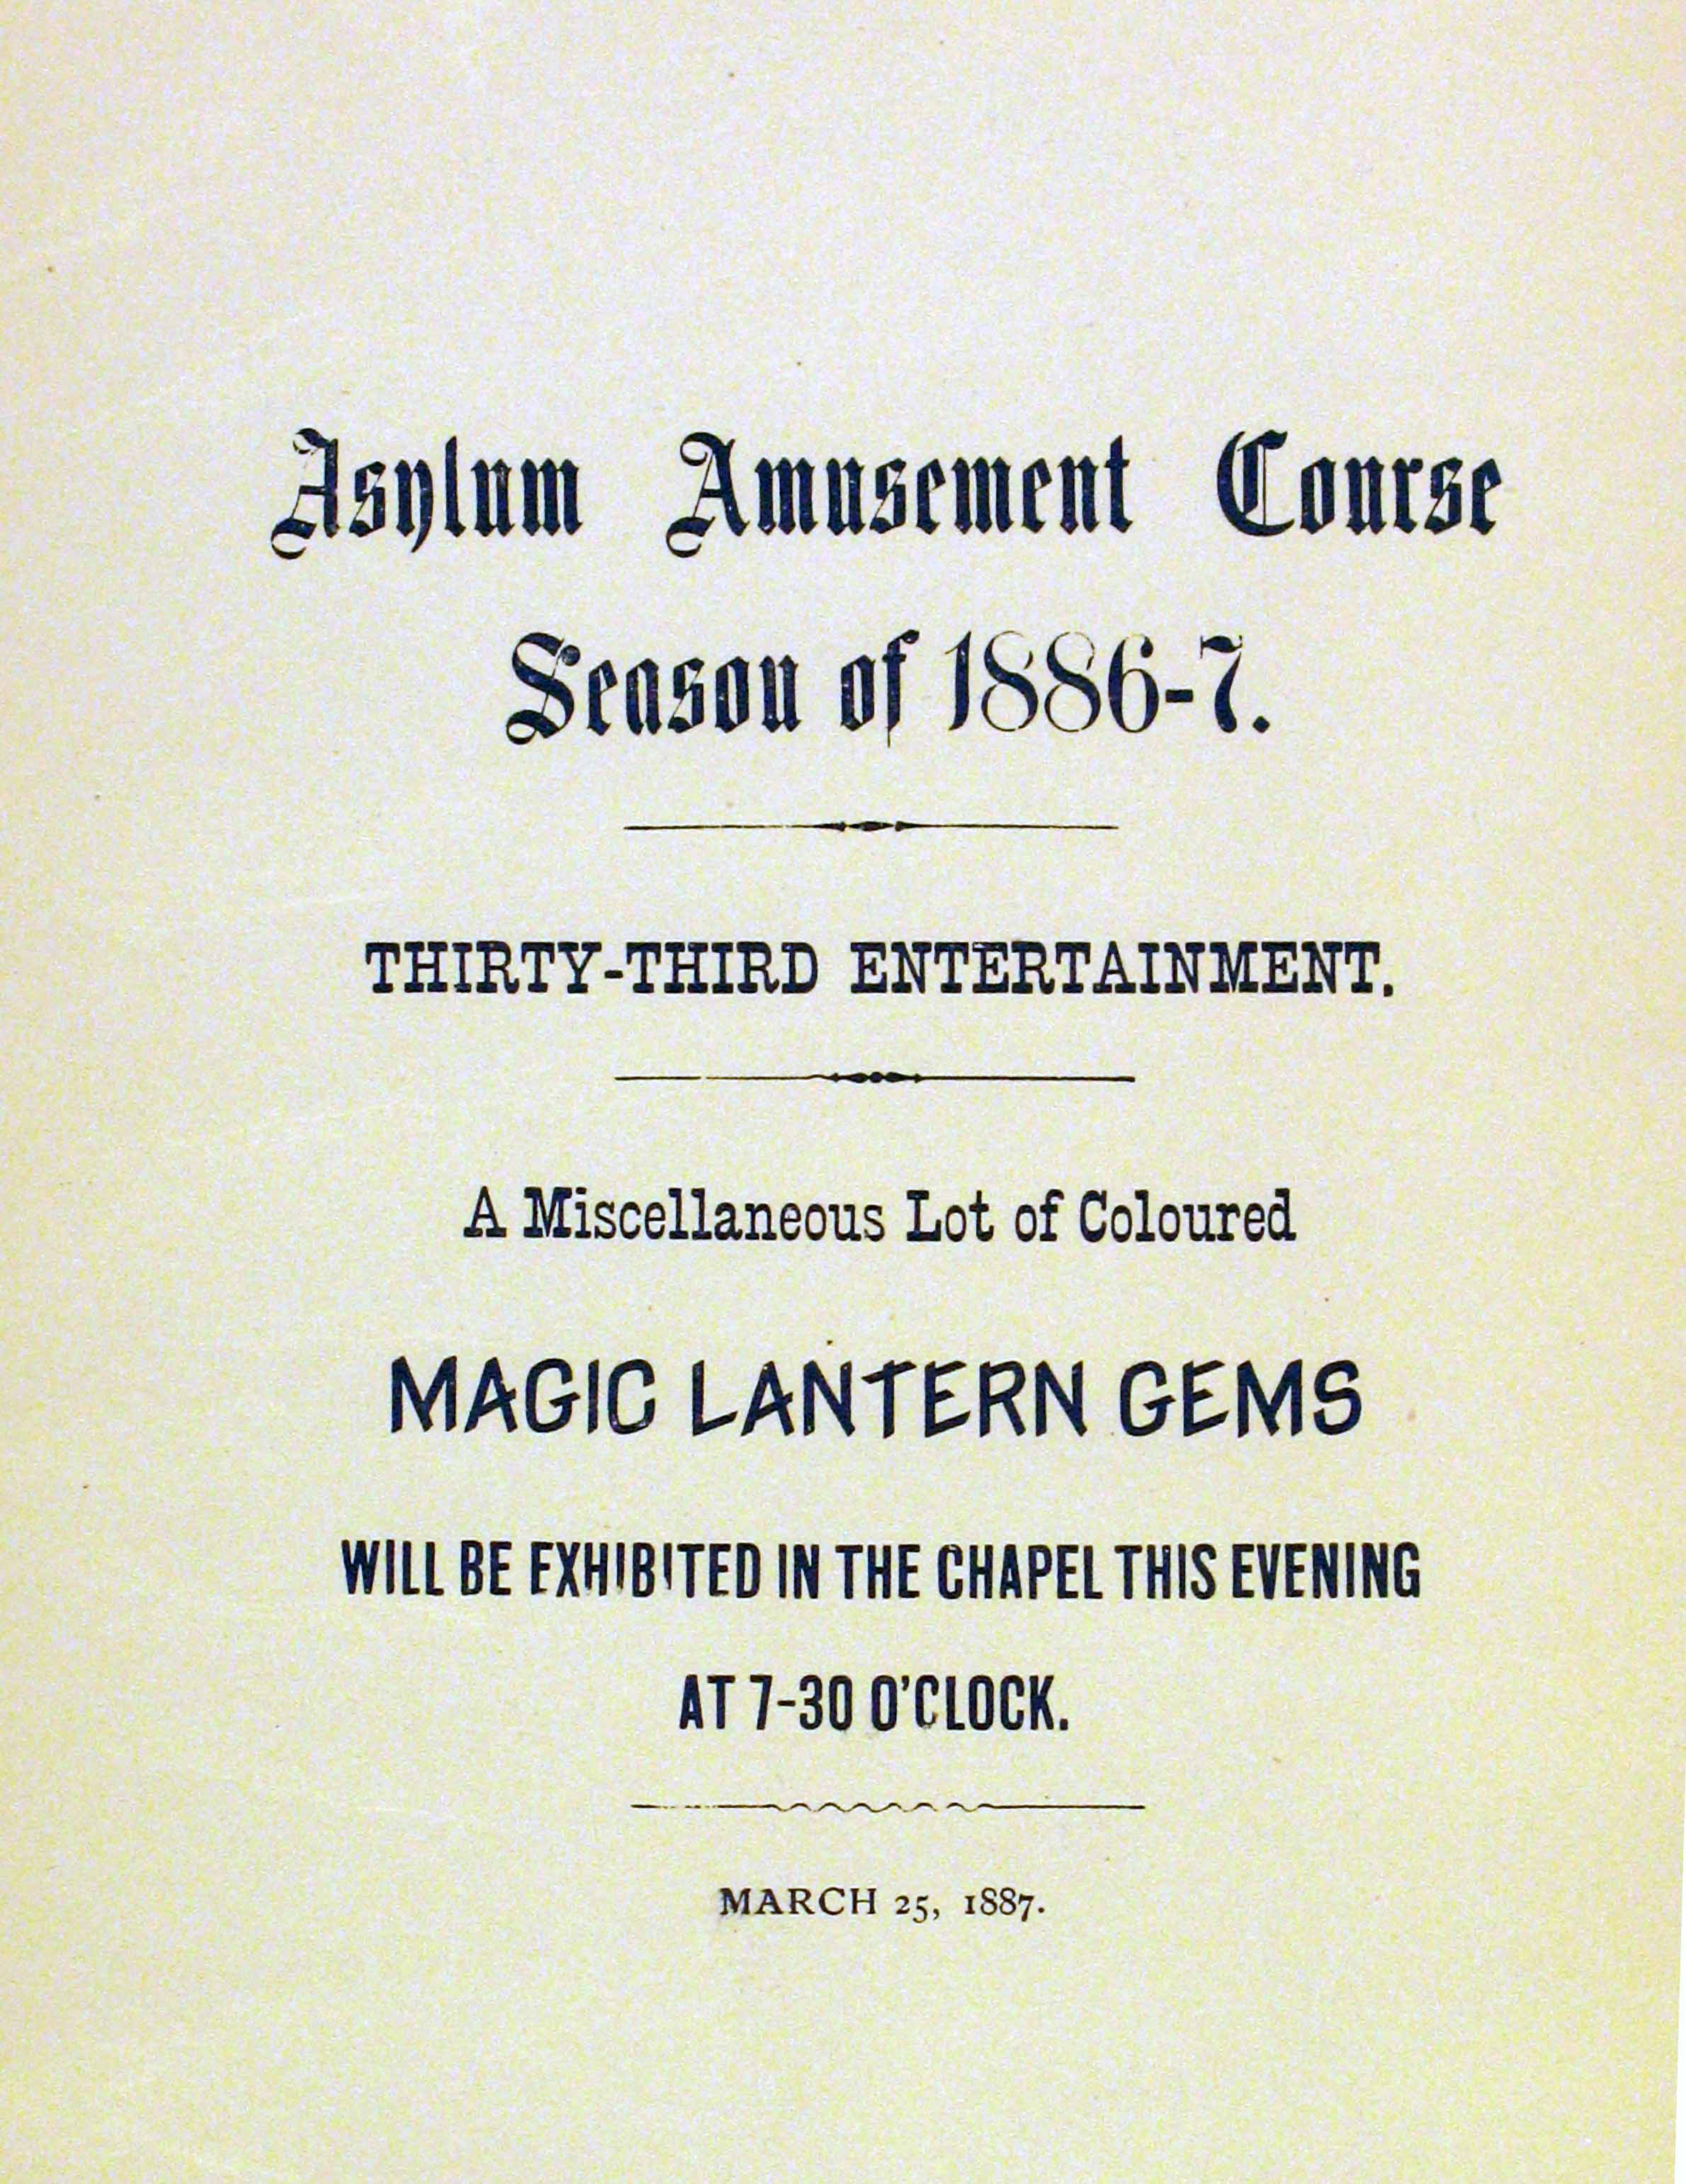 Asylum Amusement Course
Season of 1886-7.
THIRTY-THIRD ENTERTAINMENT.
A Miscellaneous Lot of Coloured
MAGIC LANTERN GEMS
WILL BE EXHIBITED IN THE CHAPEL THIS EVENING
AT 7-30 O'CLOCK.
MARCH 25, 1887.